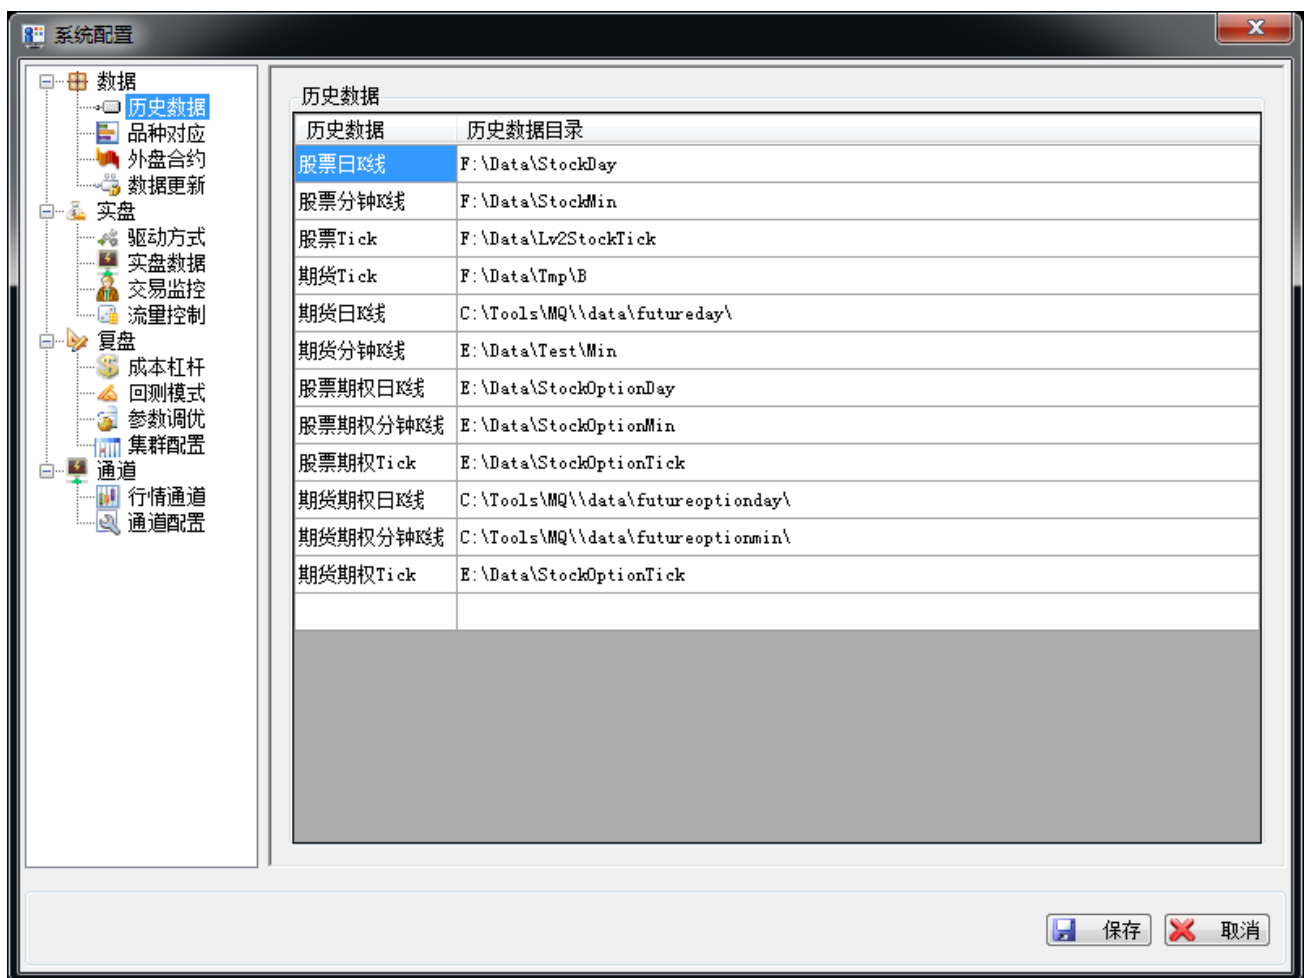 系统配置
数据
历史数据
品种对应
外盘合约
数据更新
实盘
驱动方式
实盘数据
交易监控
流量控制
复盘
成本杠杆
回测模式
参数调优
集群配置
通道
行情通道
通道配置
历史数据
历史数据 历史数据目录
股票日K线 F:\Data\StockDay
股票分钟K线 F:\Data\StockMin
股票Tick F:\Data\Lv2StockTick
期货Tick F:\Data\Tmp\B
期货日K线 C:\Tools\MQ\\data\futureday\
期货分钟K线 E:\Data\Test\Min
股票期权日K线 E:\Data\StockOptionDay
股票期权分钟K线 E:\Data\StockOptionMin
股票期权Tick E:\Data\StockOptionTick
期货期权日K线 C:\Tools\MQ\\data\futureoptionday\
期货期权分钟K线 C:\Tools\MQ\\data\futureoptionmin\
期货期权Tick E:\Data\StockOptionTick
保存 取消